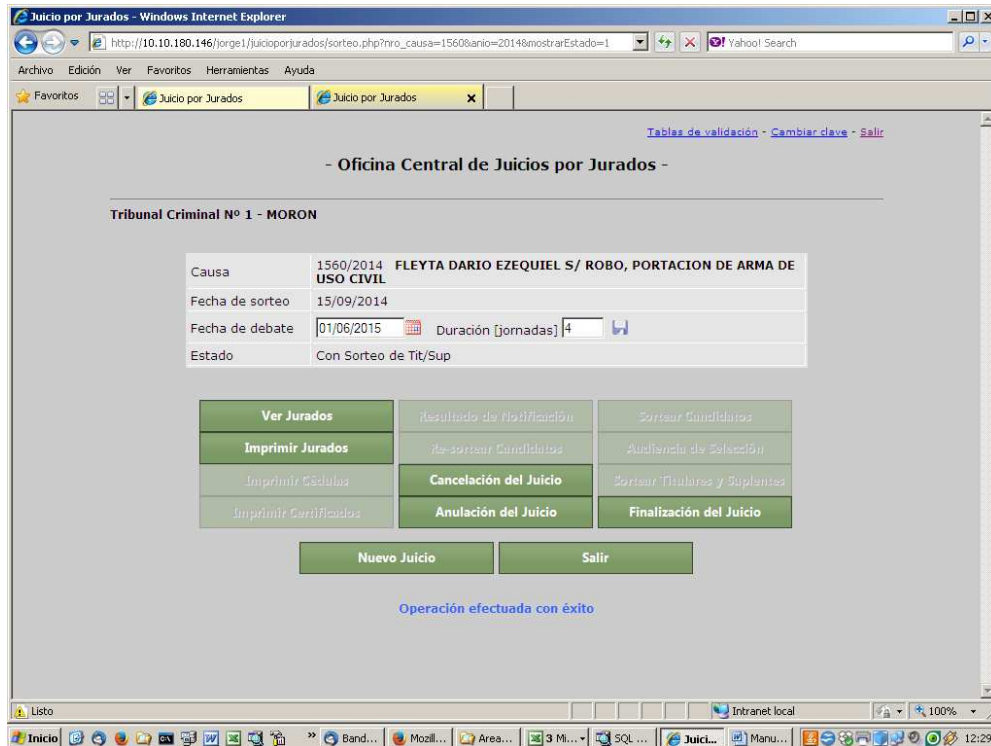 Juicio por Jurados - Windows Internet Explorer
http://10.10.180.146/jorge1/juicioporjurados/sorteo.php?nro_causa=1560&anio=2014&mostrarEstado=1
Yahoo! Search
Archivo Edición Ver Favoritos Herramientas Ayuda
Favoritos Juicio por Jurados Juicio por Jurados
Tablas de validación - Cambiar clave - Salir
- Oficina Central de Juicios por Jurados -
Tribunal Criminal Nº 1 - MORON
Causa 1560/2014 FLEYTA DARIO EZEQUIEL S/ ROBO, PORTACION DE ARMA DE
USO CIVIL
Fecha de sorteo 15/09/2014
Fecha de debate 01/06/2015 Duración [jornadas] 4
Estado Con Sorteo de Tit/Sup
Ver Jurados Resultado de Notificación Sortear Candidatos
Imprimir Jurados Re-sortear Candidatos Audiencia de Selección
Imprimir Cédulas Cancelación del Juicio Sortear Titulares y Suplentes
Imprimir Certificados Anulación del Juicio Finalización del Juicio
Nuevo Juicio Salir
Operación efectuada con éxito
Listo Intranet local 100%
Inicio » Band... Mozill... Area... 3 Mi... SQL ... Juici... Manu... 12:29